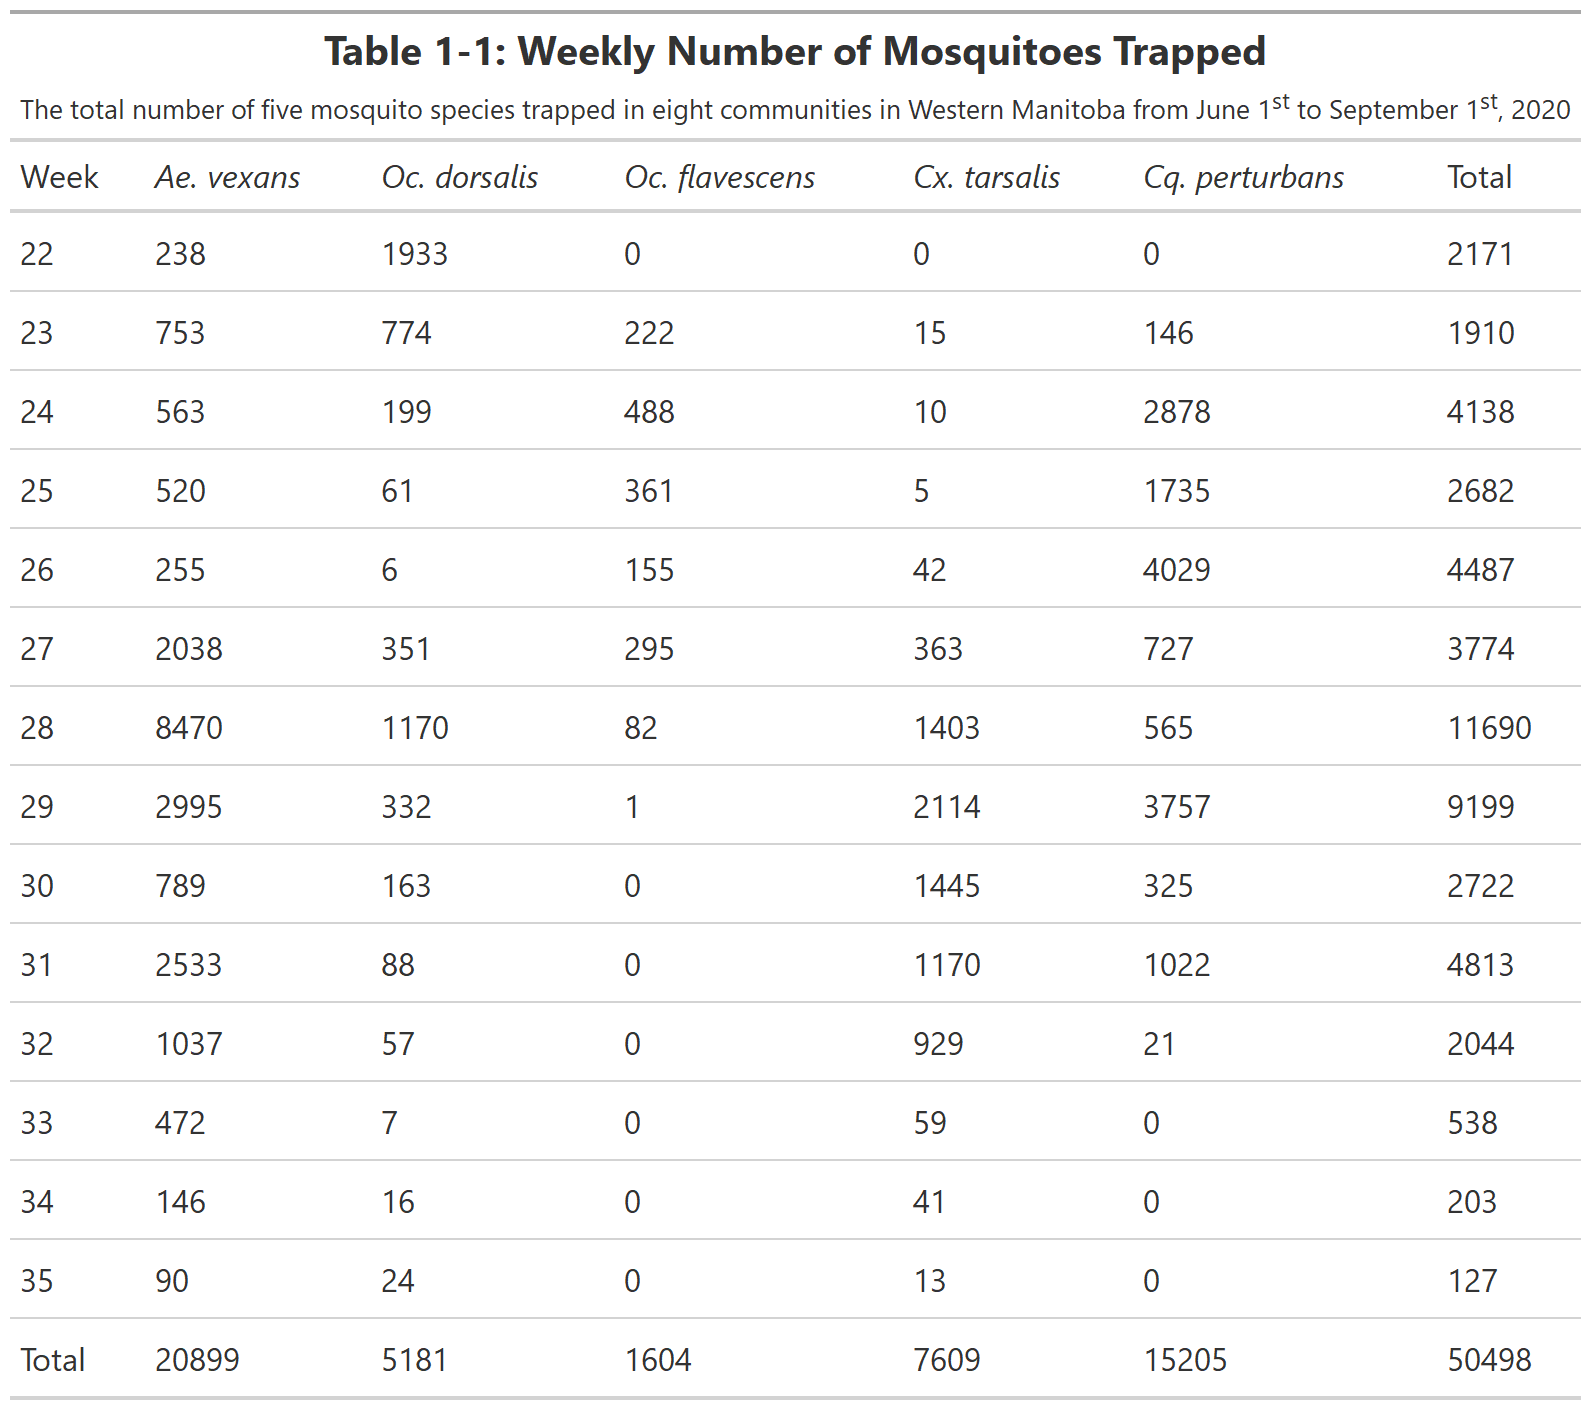 Table 1-1: Weekly Number of Mosquitoes Trapped
The total number of five mosquito species trapped in eight communities in Western Manitoba from June 1st to September 1st, 2020
Week Ae. vexans Oc. dorsalis Oc. flavescens Cx. tarsalis Cq. perturbans Total
22 238 1933 0 0 0 2171
23 753 774 222 15 146 1910
24 563 199 488 10 2878 4138
25 520 61 361 5 1735 2682
26 255 6 155 42 4029 4487
27 2038 351 295 363 727 3774
28 8470 1170 82 1403 565 11690
29 2995 332 1 2114 3757 9199
30 789 163 0 1445 325 2722
31 2533 88 0 1170 1022 4813
32 1037 57 0 929 21 2044
33 472 7 0 59 0 538
34 146 16 0 41 0 203
35 90 24 0 13 0 127
Total 20899 5181 1604 7609 15205 50498